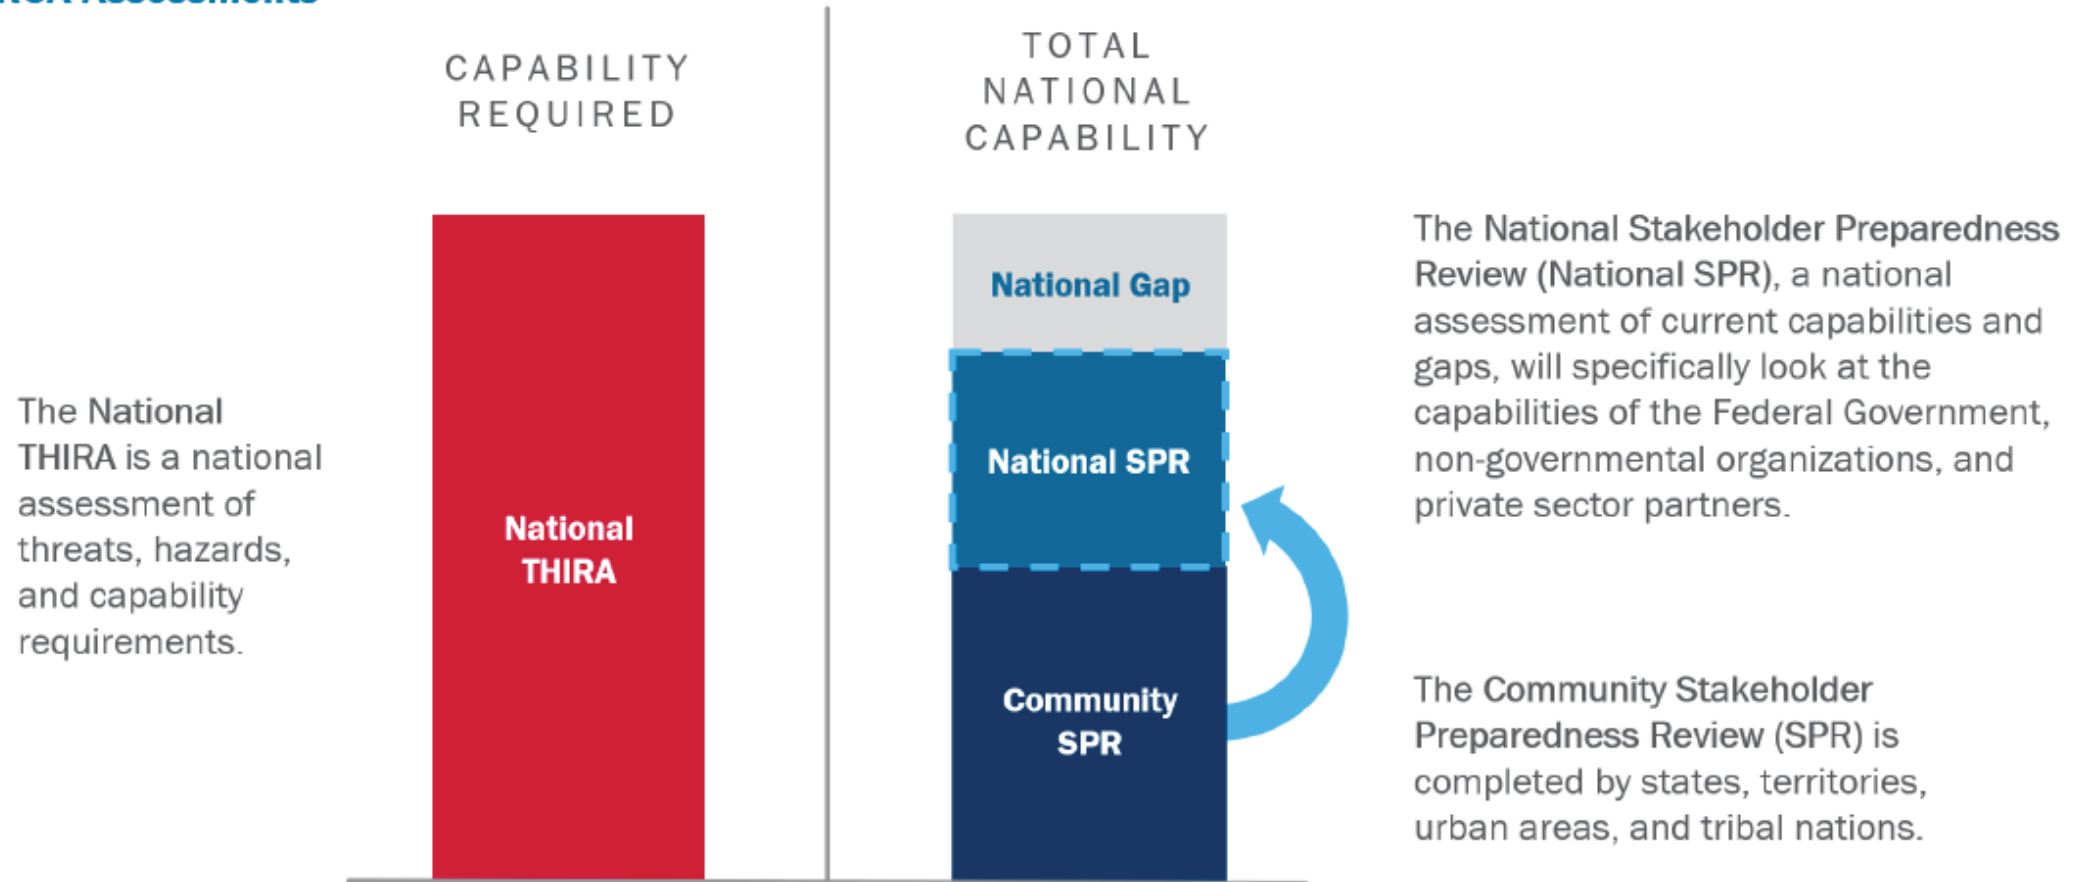 Assessments
CAPABILITY
REQUIRED
TOTAL
NATIONAL
CAPABILITY
The National
THIRA is a national
assessment of
threats, hazards,
and capability
requirements.
National
THIRA
National Gap
National SPR
Community
SPR
The National Stakeholder Preparedness
Review (National SPR), a national
assessment of current capabilities and
gaps, will specifically look at the
capabilities of the Federal Government,
non-governmental organizations, and
private sector partners.
The Community Stakeholder
Preparedness Review (SPR) is
completed by states, territories,
urban areas, and tribal nations.